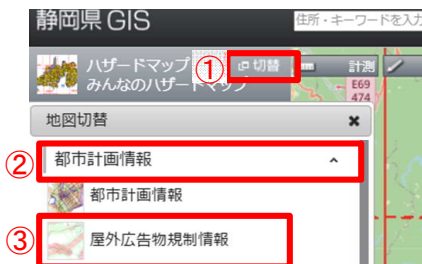 静岡県GIS
住所・キーワードを入力
ハザードマップ
みんなのハザードマップ
① 切替
計測
E69
474
地図切替 ×
② 都市計画情報
都市計画情報
③ 屋外広告物規制情報